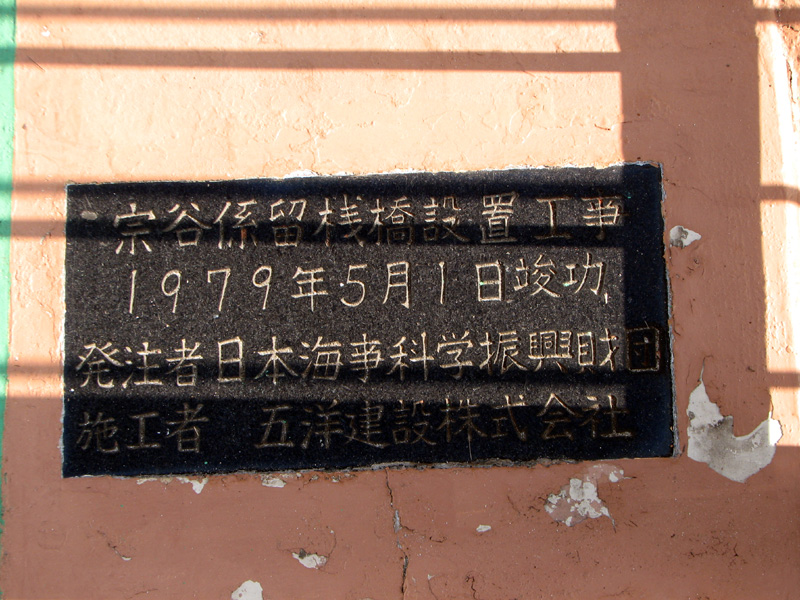 宗谷係留桟橋設置工事
1979年5月1日竣功
発注者日本海事科学振興財団
施工者 五洋建設株式会社